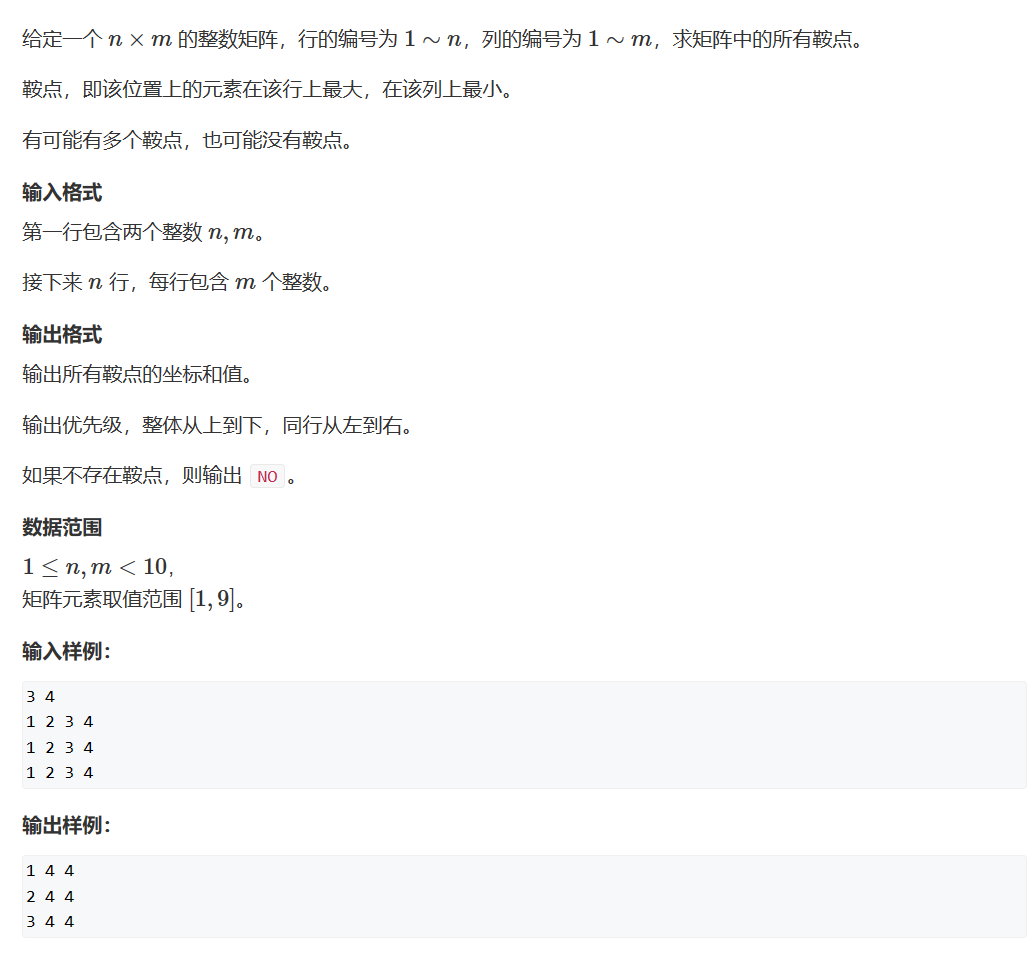 给定一个 n × m 的整数矩阵，行的编号为 1 ∼ n，列的编号为 1 ∼ m，求矩阵中的所有鞍点。
鞍点，即该位置上的元素在该行上最大，在该列上最小。
有可能有多个鞍点，也可能没有鞍点。
输入格式
第一行包含两个整数 n, m。
接下来 n 行，每行包含 m 个整数。
输出格式
输出所有鞍点的坐标和值。
输出优先级，整体从上到下，同行从左到右。
如果不存在鞍点，则输出 NO 。
数据范围
1 ≤ n, m < 10,
矩阵元素取值范围 [1, 9]。
输入样例：
3 4
1 2 3 4
1 2 3 4
1 2 3 4
输出样例：
1 4 4
2 4 4
3 4 4